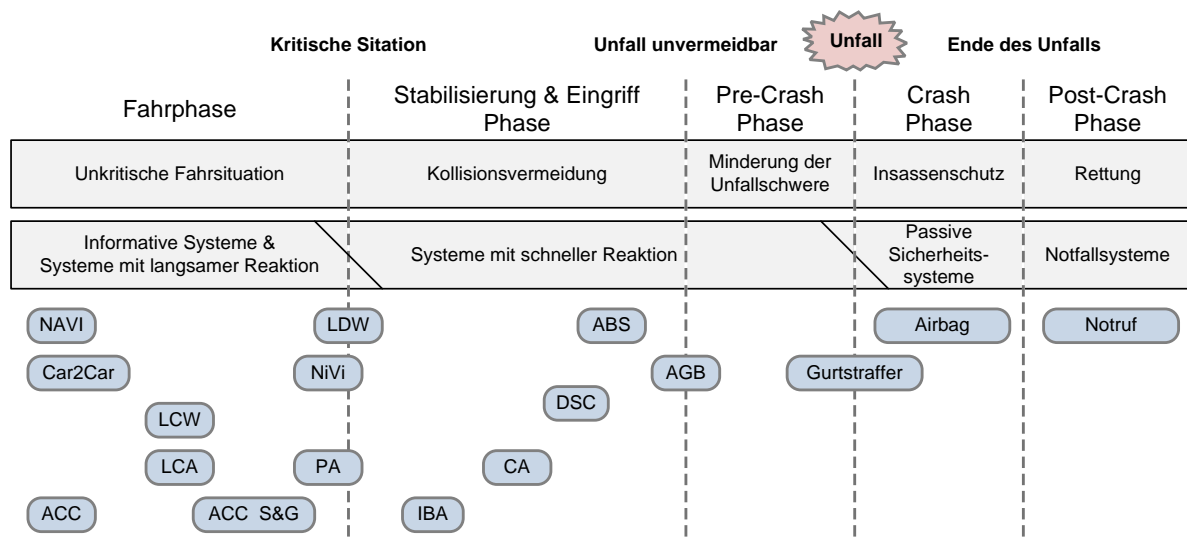 Kritische Sitation
Unfall unvermeidbar
Unfall
Ende des Unfalls
Fahrphase
Stabilisierung & Eingriff
Phase
Pre-Crash
Phase
Crash
Phase
Post-Crash
Phase
Unkritische Fahrsituation
Kollisionsvermeidung
Minderung der
Unfallschwere
Insassenschutz
Rettung
Informative Systeme &
Systeme mit langsamer Reaktion
Systeme mit schneller Reaktion
Passive
Sicherheits-
systeme
Notfallsysteme
NAVI
LDW
ABS
Airbag
Notruf
Car2Car
NiVi
AGB
Gurtstraffer
DSC
LCW
LCA
PA
CA
ACC
ACC S&G
IBA